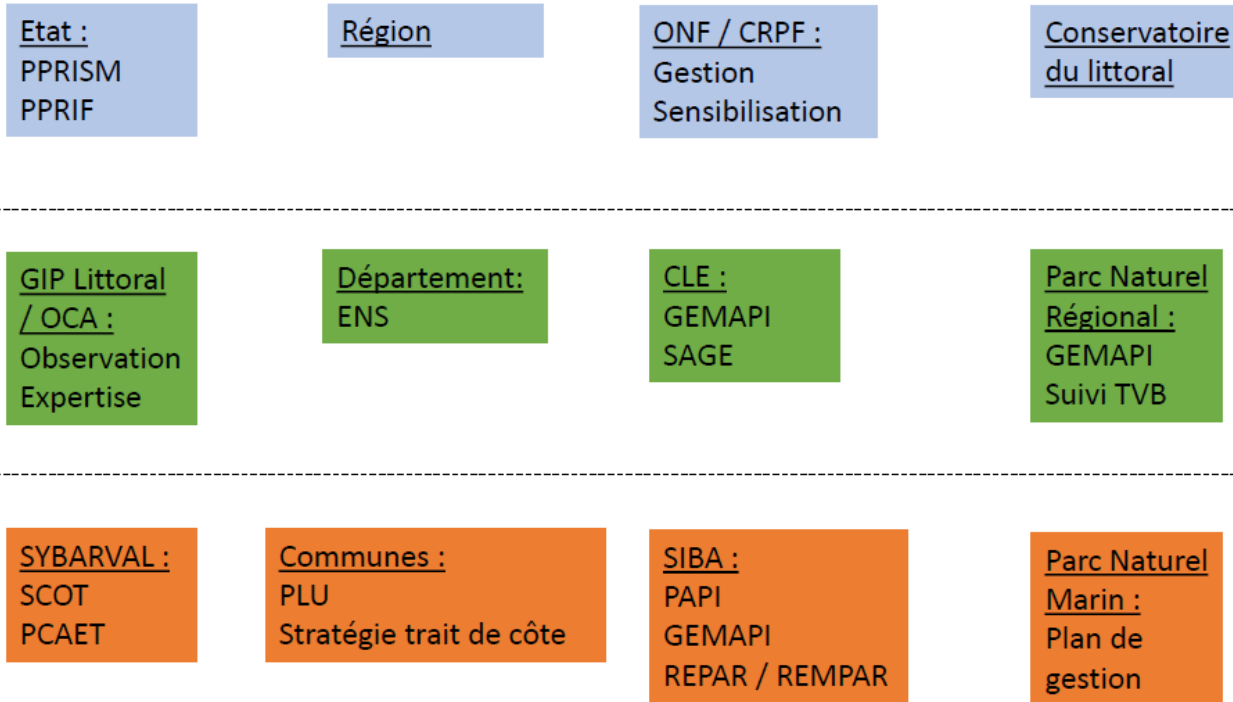 Etat :
PPRISM
PPRIF
Région
ONF / CRPF :
Gestion
Sensibilisation
Conservatoire
du littoral
GIP Littoral
/ OCA :
Observation
Expertise
Département:
ENS
CLE :
GEMAPI
SAGE
Parc Naturel
Régional :
GEMAPI
Suivi TVB
SYBARVAL :
SCOT
PCAET
Communes :
PLU
Stratégie trait de côte
SIBA :
PAPI
GEMAPI
REPAR / REMPAR
Parc Naturel
Marin :
Plan de
gestion